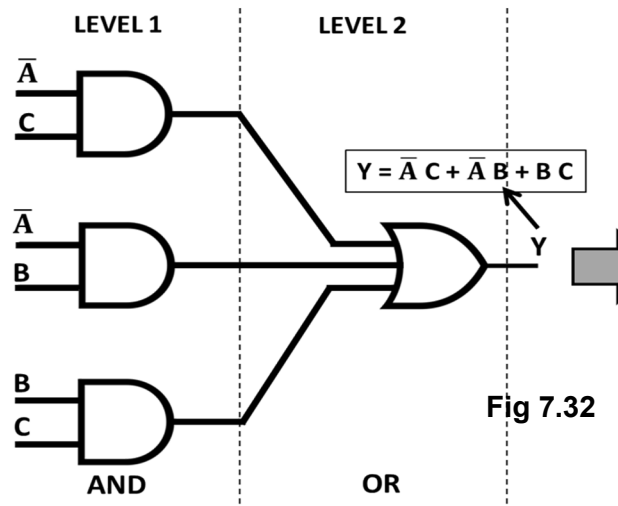 LEVEL 1 LEVEL 2
A̅
C
Y = A̅ C + A̅ B + B C
A̅
B
Y
B
C
Fig 7.32
AND OR